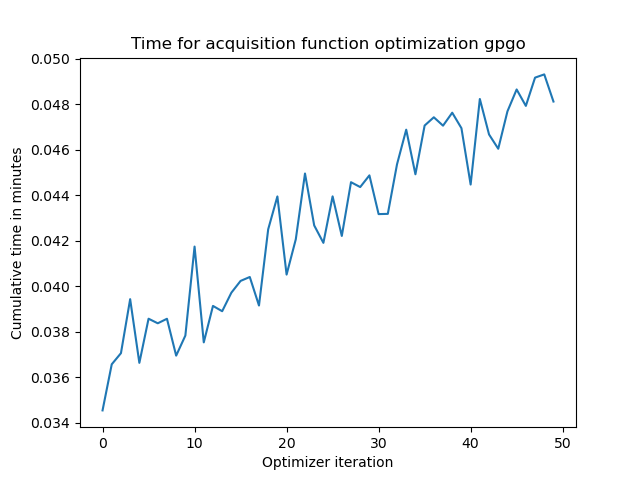 Time for acquisition function optimization gpgo
0.050
0.048
0.046
0.044
0.042
0.040
0.038
0.036
0.034
Cumulative time in minutes
0 10 20 30 40 50
Optimizer iteration